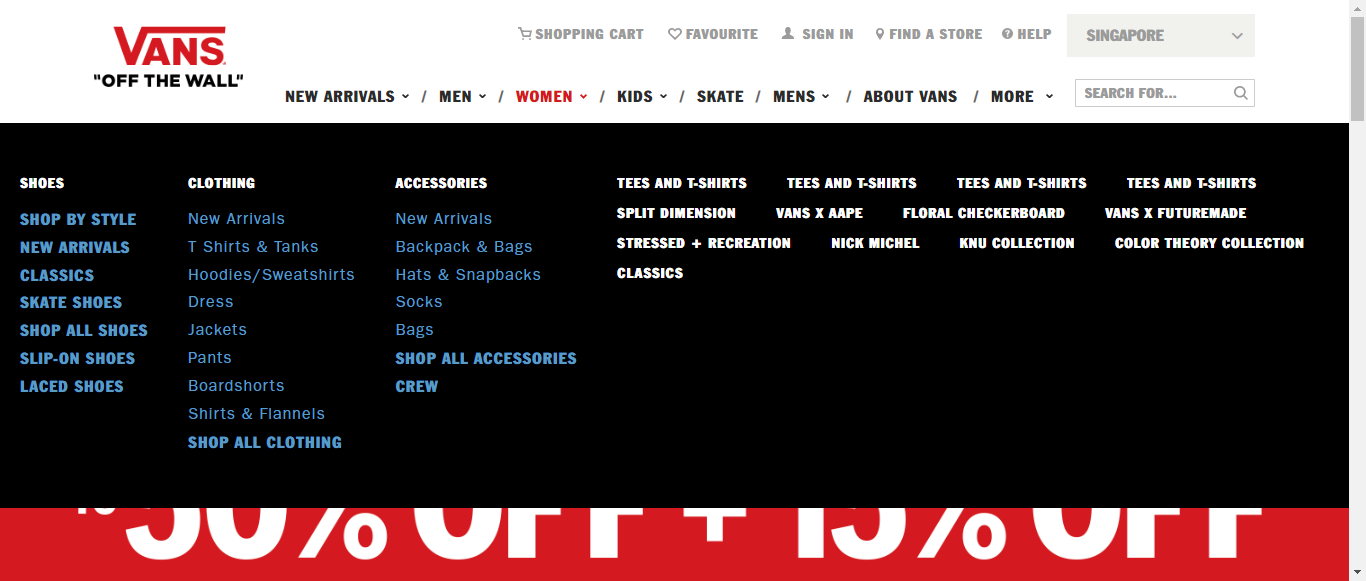 VANS
"OFF THE WALL"
SHOPPING CART FAVOURITE SIGN IN FIND A STORE HELP SINGAPORE
NEW ARRIVALS / MEN / WOMEN / KIDS / SKATE / MENS / ABOUT VANS / MORE SEARCH FOR...
SHOES
SHOP BY STYLE
NEW ARRIVALS
CLASSICS
SKATE SHOES
SHOP ALL SHOES
SLIP-ON SHOES
LACED SHOES
CLOTHING
New Arrivals
T Shirts & Tanks
Hoodies/Sweatshirts
Dress
Jackets
Pants
Boardshorts
Shirts & Flannels
SHOP ALL CLOTHING
ACCESSORIES
New Arrivals
Backpack & Bags
Hats & Snapbacks
Socks
Bags
SHOP ALL ACCESSORIES
CREW
TEES AND T-SHIRTS TEES AND T-SHIRTS TEES AND T-SHIRTS TEES AND T-SHIRTS
SPLIT DIMENSION VANS X AAPE FLORAL CHECKERBOARD VANS X FUTUREMADE
STRESSED + RECREATION NICK MICHEL KNU COLLECTION COLOR THEORY COLLECTION
CLASSICS
50% OFF + 15% OFF